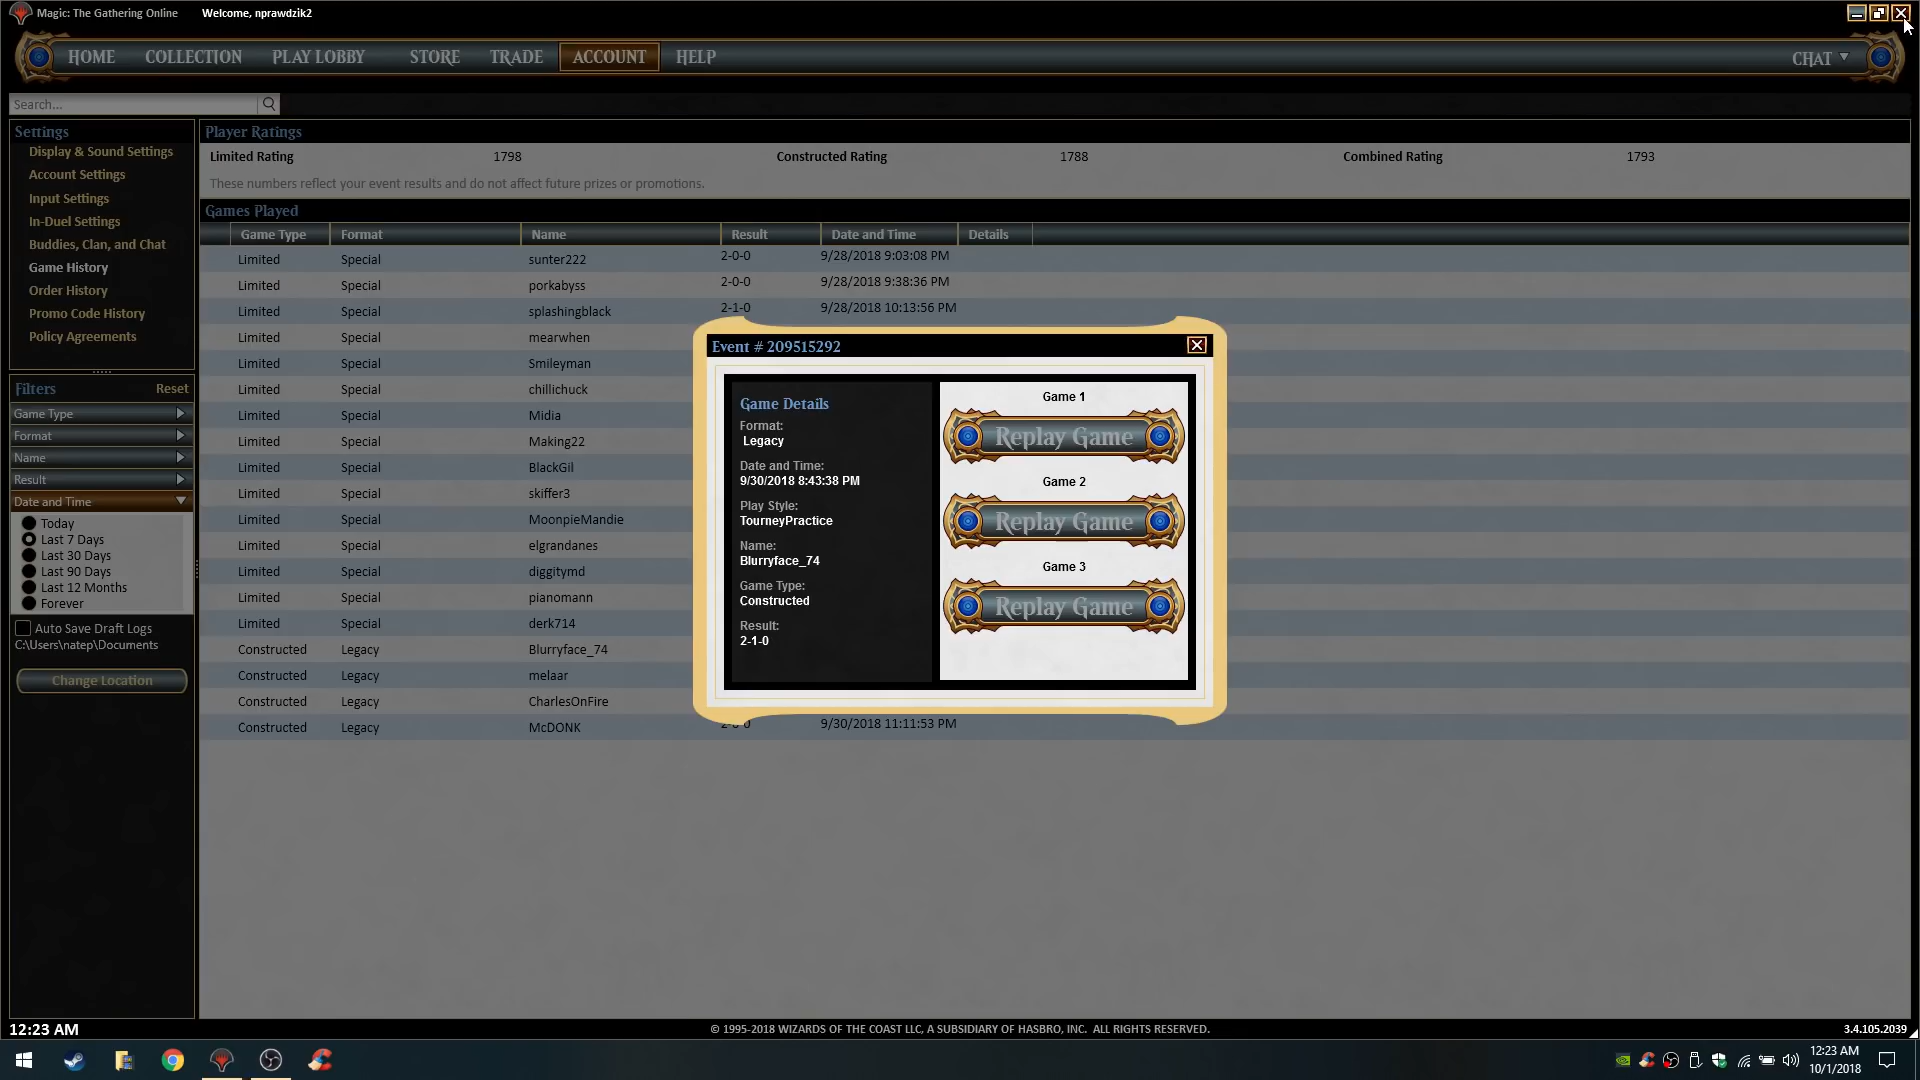 Magic: The Gathering Online
Welcome, nprawdzik2
HOME COLLECTION PLAY LOBBY STORE TRADE ACCOUNT HELP CHAT
Search...
Settings
Display & Sound Settings
Account Settings
Input Settings
In-Duel Settings
Buddies, Clan, and Chat
Game History
Order History
Promo Code History
Policy Agreements
Filters Reset
Game Type
Format
Name
Result
Date and Time
Today
Last 7 Days
Last 30 Days
Last 90 Days
Last 12 Months
Forever
Auto Save Draft Logs
C:\Users\natep\Documents
Change Location
Player Ratings
Limited Rating 1798 Constructed Rating 1788 Combined Rating 1793
These numbers reflect your event results and do not affect future prizes or promotions.
Games Played
Game Type Format Name Result Date and Time Details
Limited Special sunter222 2-0-0 9/28/2018 9:03:08 PM
Limited Special porkabyss 2-0-0 9/28/2018 9:38:36 PM
Limited Special splashingblack 2-1-0 9/28/2018 10:13:56 PM
Limited Special mearwhen
Limited Special Smileyman
Limited Special chillichuck
Limited Special Midia
Limited Special Making22
Limited Special BlackGil
Limited Special skiffer3
Limited Special MoonpieMandie
Limited Special elgrandanes
Limited Special diggitymd
Limited Special pianomann
Limited Special derk714
Constructed Legacy Blurryface_74
Constructed Legacy melaar
Constructed Legacy CharlesOnFire
Constructed Legacy McDONK 9/30/2018 11:11:53 PM
Event # 209515292
Game Details
Format:
Legacy
Date and Time:
9/30/2018 8:43:38 PM
Play Style:
TourneyPractice
Name:
Blurryface_74
Game Type:
Constructed
Result:
2-1-0
Game 1
Replay Game
Game 2
Replay Game
Game 3
Replay Game
12:23 AM
© 1995-2018 WIZARDS OF THE COAST LLC, A SUBSIDIARY OF HASBRO, INC. ALL RIGHTS RESERVED.
3.4.105.2039
12:23 AM
10/1/2018